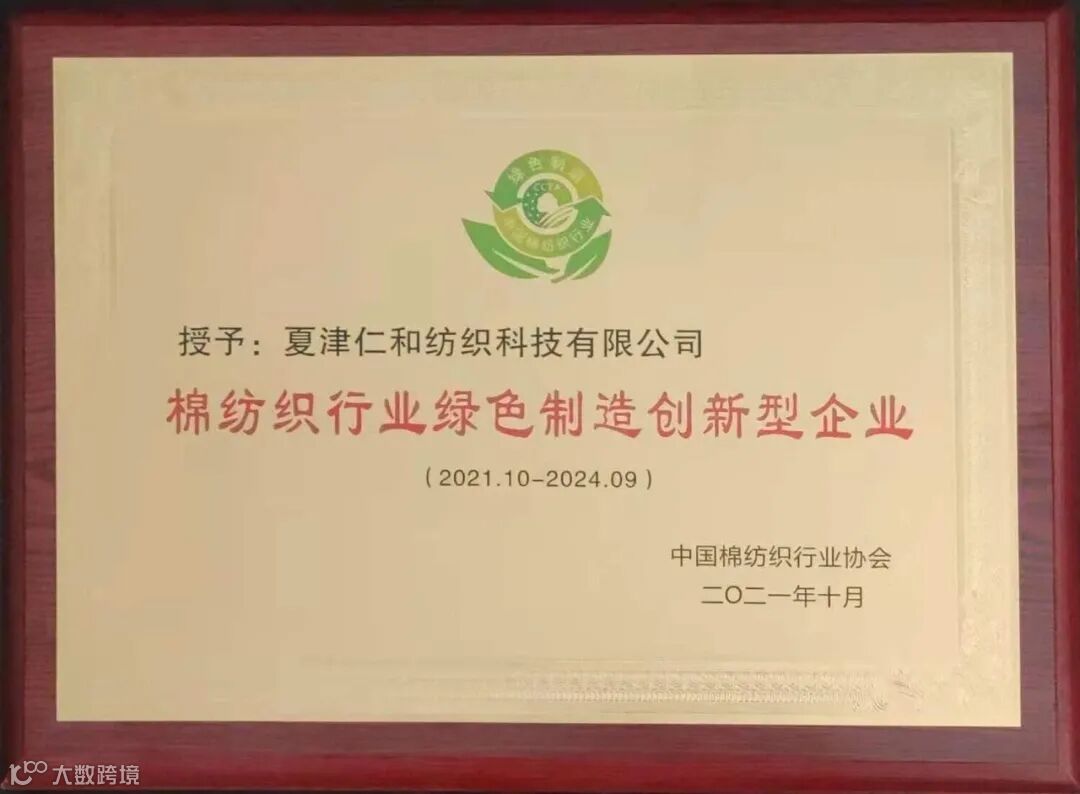 绿色制造
CCTA
中国棉纺织行业
授予：夏津仁和纺织科技有限公司
棉纺织行业绿色制造创新型企业
（2021.10-2024.09）
中国棉纺织行业协会
二〇二一年十月
大数跨境